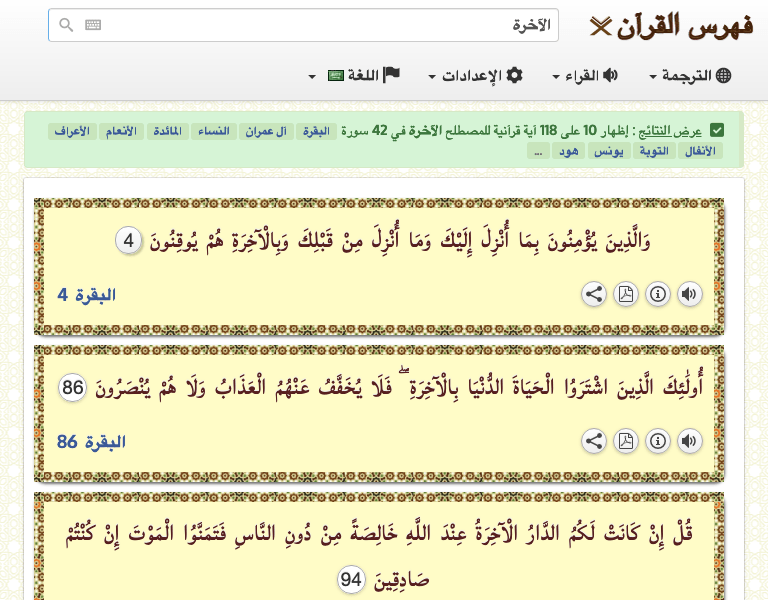 فهرس القرآن
الآخرة
الترجمة القراء الإعدادات اللغة
عرض النتائج : إظهار 10 على 118 آية قرآنية للمصطلح الآخرة في 42 سورة البقرة آل عمران النساء المائدة الأنعام الأعراف
الأنفال التوبة يونس هود ...
وَالَّذِينَ يُؤْمِنُونَ بِمَا أُنْزِلَ إِلَيْكَ وَمَا أُنْزِلَ مِنْ قَبْلِكَ وَبِالْآخِرَةِ هُمْ يُوقِنُونَ 4
البقرة 4
أُولَٰئِكَ الَّذِينَ اشْتَرَوُا الْحَيَاةَ الدُّنْيَا بِالْآخِرَةِ ۖ فَلَا يُخَفَّفُ عَنْهُمُ الْعَذَابُ وَلَا هُمْ يُنْصَرُونَ 86
البقرة 86
قُلْ إِنْ كَانَتْ لَكُمُ الدَّارُ الْآخِرَةُ عِنْدَ اللَّهِ خَالِصَةً مِنْ دُونِ النَّاسِ فَتَمَنَّوُا الْمَوْتَ إِنْ كُنْتُمْ
صَادِقِينَ 94